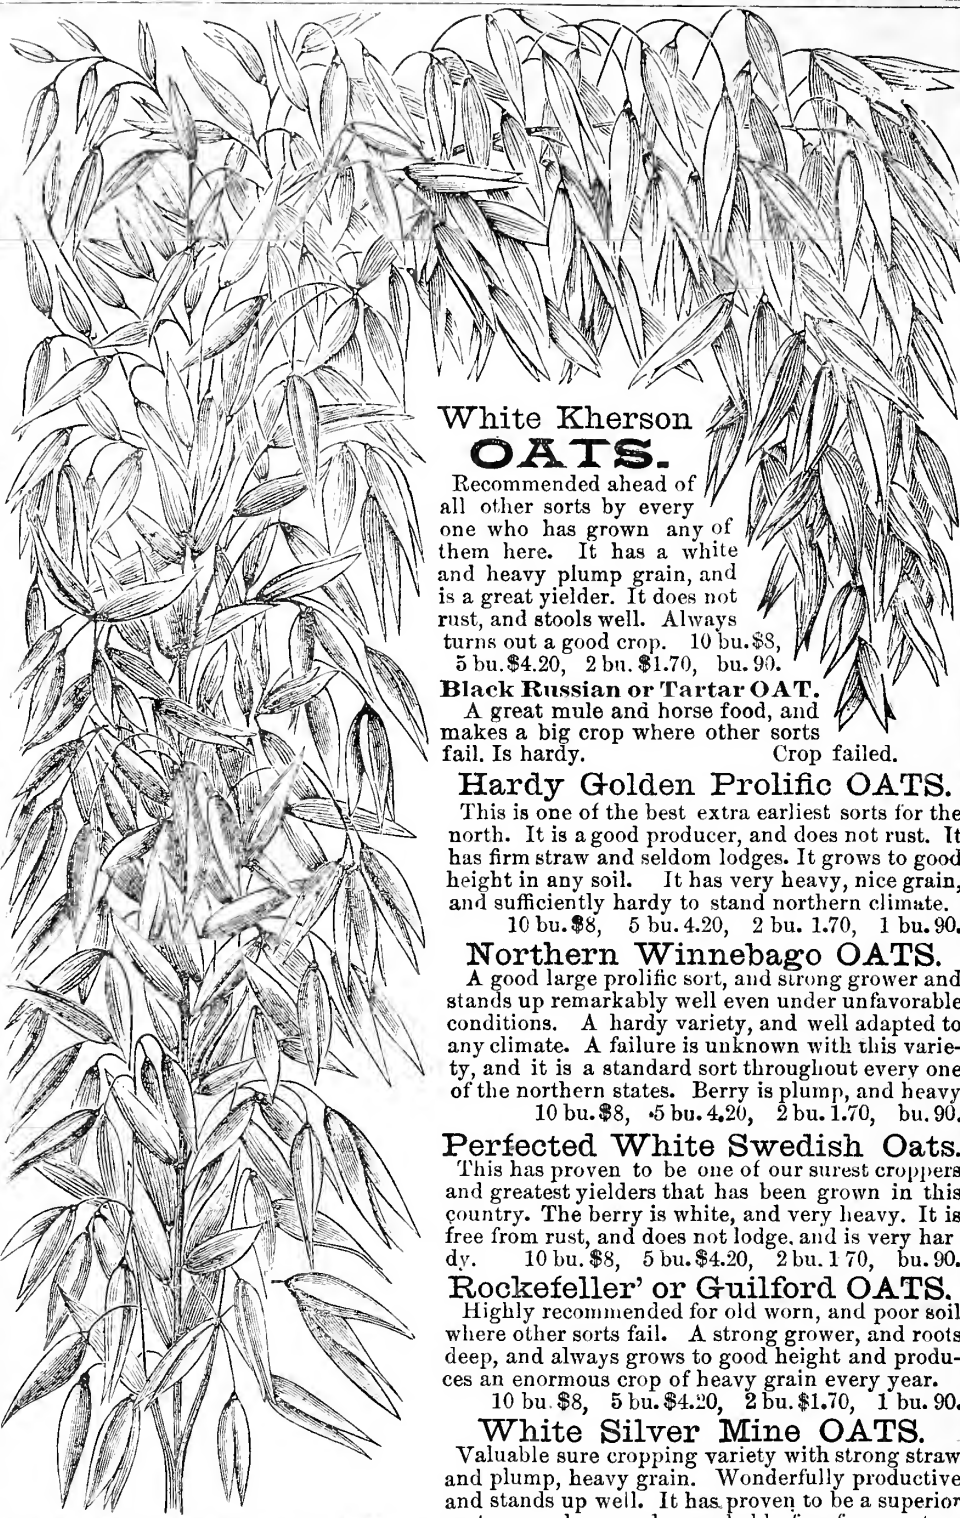 White Kherson
OATS.
Recommended ahead of
all other sorts by every
one who has grown any of
them here. It has a white
and heavy plump grain, and
is a great yielder. It does not
rust, and stools well. Always
turns out a good crop. 10 bu. $8,
5 bu. $4.20, 2 bu. $1.70, bu. 90.
Black Russian or Tartar OAT.
A great mule and horse food, and
makes a big crop where other sorts
fail. Is hardy. Crop failed.
Hardy Golden Prolific OATS.
This is one of the best extra earliest sorts for the
north. It is a good producer, and does not rust. It
has firm straw and seldom lodges. It grows to good
height in any soil. It has very heavy, nice grain,
and sufficiently hardy to stand northern climate.
10 bu. $8, 5 bu. 4.20, 2 bu. 1.70, 1 bu. 90.
Northern Winnebago OATS.
A good large prolific sort, and strong grower and
stands up remarkably well even under unfavorable
conditions. A hardy variety, and well adapted to
any climate. A failure is unknown with this varie-
ty, and it is a standard sort throughout every one
of the northern states. Berry is plump, and heavy
10 bu. $8, 5 bu. 4.20, 2 bu. 1.70, bu. 90.
Perfected White Swedish Oats.
This has proven to be one of our surest croppers
and greatest yielders that has been grown in this
country. The berry is white, and very heavy. It is
free from rust, and does not lodge, and is very har
dy. 10 bu. $8, 5 bu. $4.20, 2 bu. 1 70, bu. 90.
Rockefeller' or Guilford OATS.
Highly recommended for old worn, and poor soil
where other sorts fail. A strong grower, and roots
deep, and always grows to good height and produ-
ces an enormous crop of heavy grain every year.
10 bu. $8, 5 bu. $4.20, 2 bu. $1.70, 1 bu. 90.
White Silver Mine OATS.
Valuable sure cropping variety with strong straw
and plump, heavy grain. Wonderfully productive
and stands up well. It has proven to be a superior